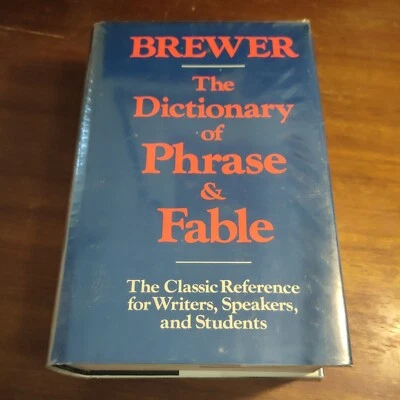 BREWER
The
Dictionary
of
Phrase
&
Fable
The Classic Reference
for Writers, Speakers,
and Students